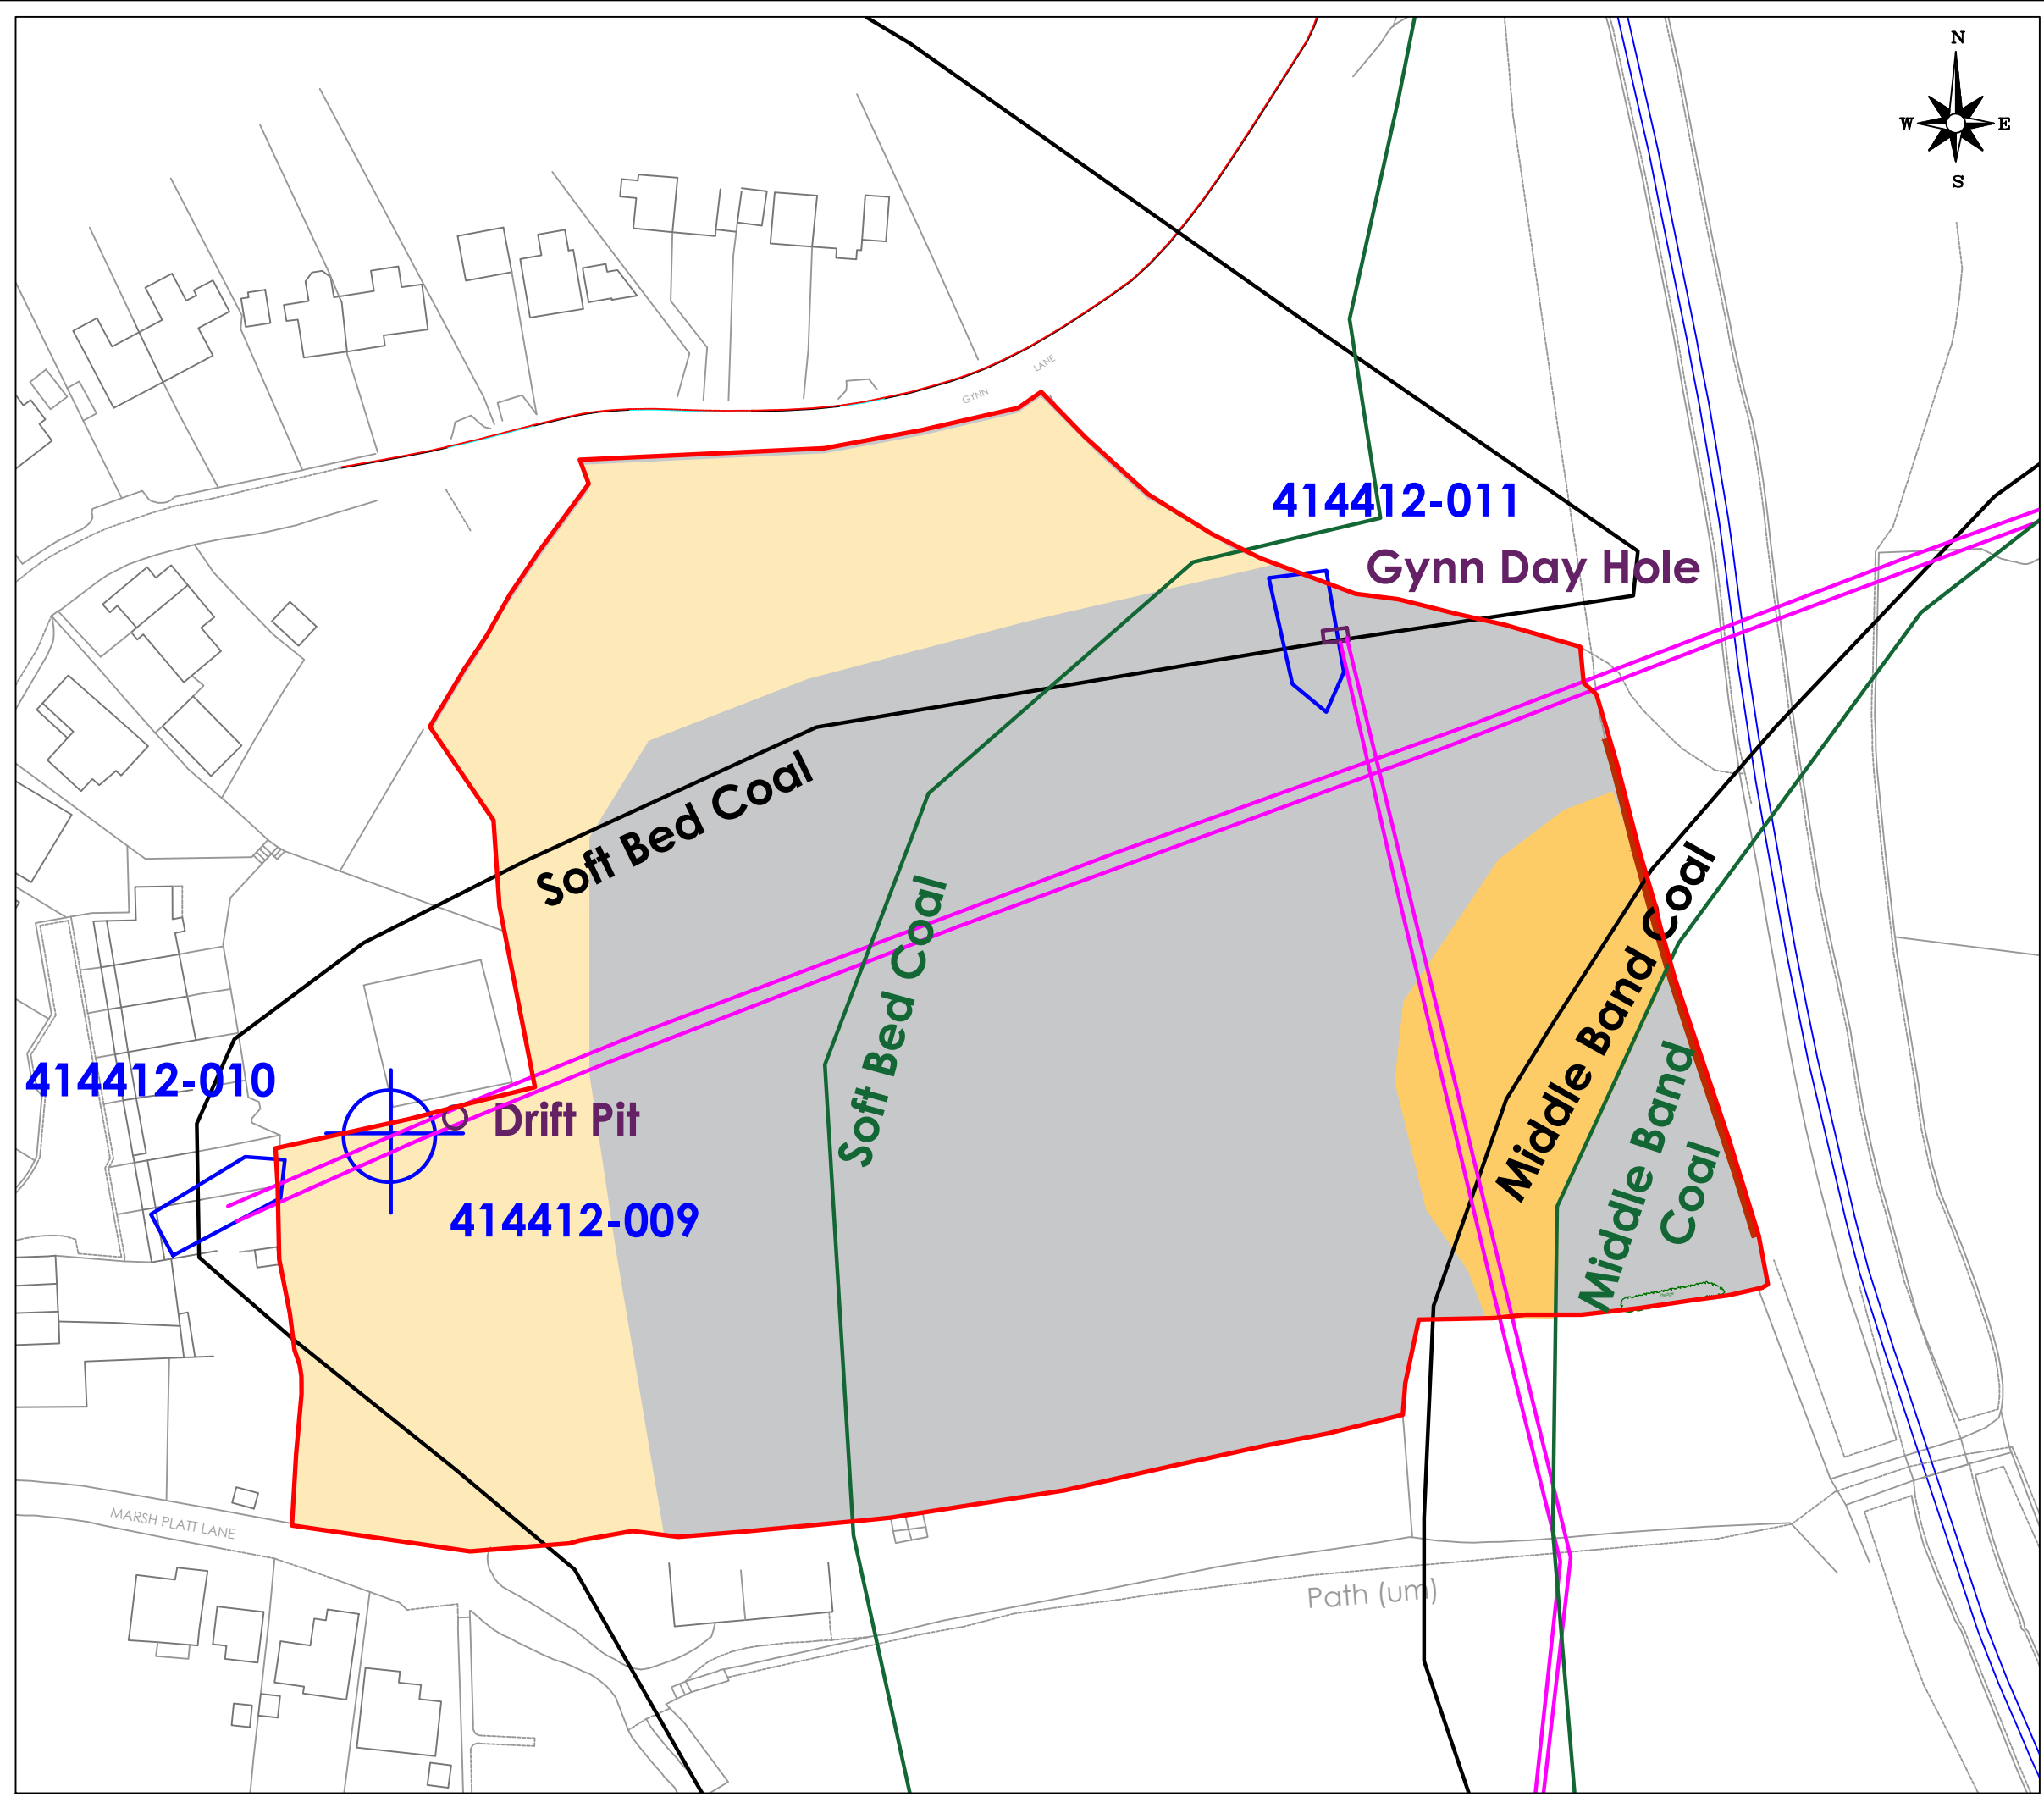 N
W E
S
GYNN LANE
414412-011
Gynn Day Hole
Soft Bed Coal
Soft Bed Coal
Middle Band Coal
Middle Band
Coal
414412-010
Drift Pit
414412-009
MARSH PLATT LANE
Path (um)